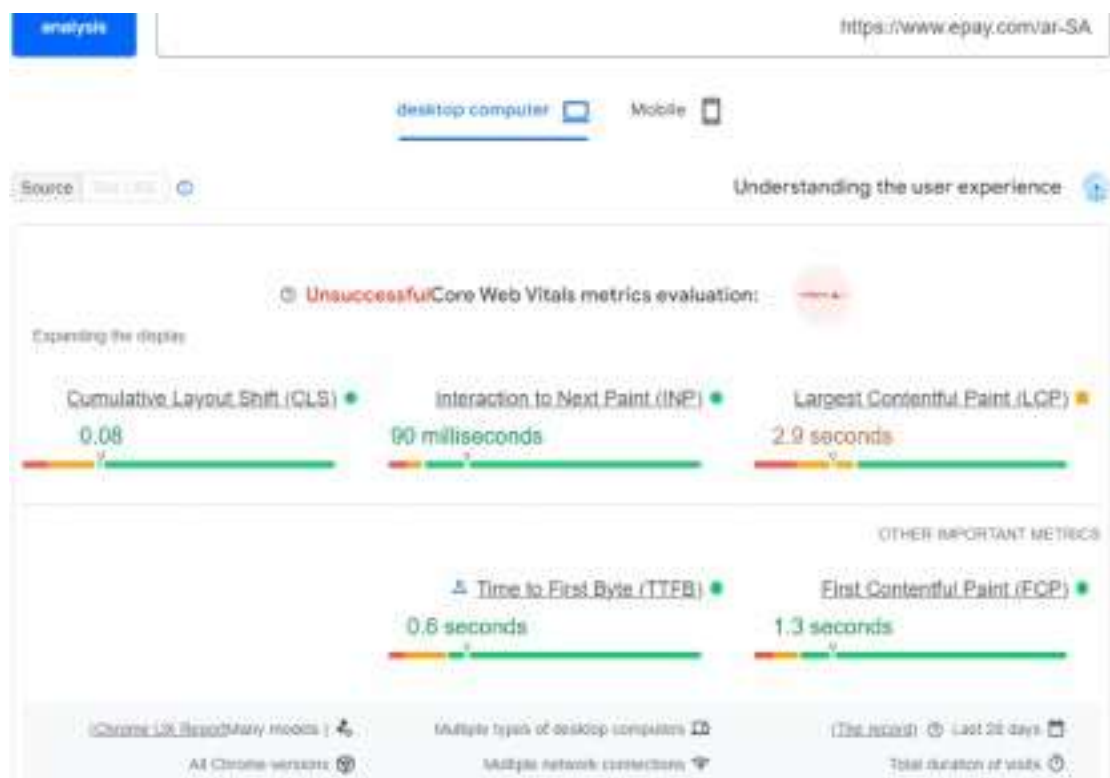 analysis
https://www.epay.com/ar-SA
desktop computer
Mobile
Source
Understanding the user experience
UnsuccessfulCore Web Vitals metrics evaluation:
Expanding the display
Cumulative Layout Shift (CLS)
Interaction to Next Paint (INP)
Largest Contentful Paint (LCP)
0.08
90 milliseconds
2.9 seconds
OTHER IMPORTANT METRICS
Time to First Byte (TTFB)
First Contentful Paint (FCP)
0.6 seconds
1.3 seconds
(Chrome UX ReportMany models )
Multiple types of desktop computers
(The record)
Last 28 days
All Chrome versions
Multiple network connections
Total duration of visits